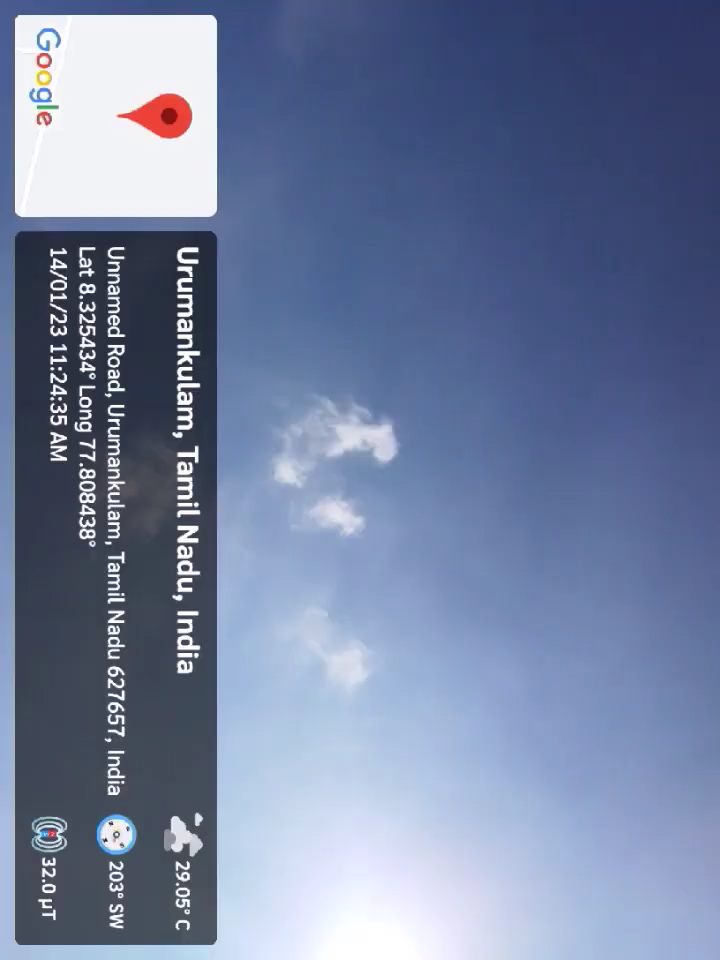 Google
Urumankulam, Tamil Nadu, India
Unnamed Road, Urumankulam, Tamil Nadu 627657, India
Lat 8.325434° Long 77.808438°
14/01/23 11:24:35 AM
29.05° C
203° SW
32.0 µT